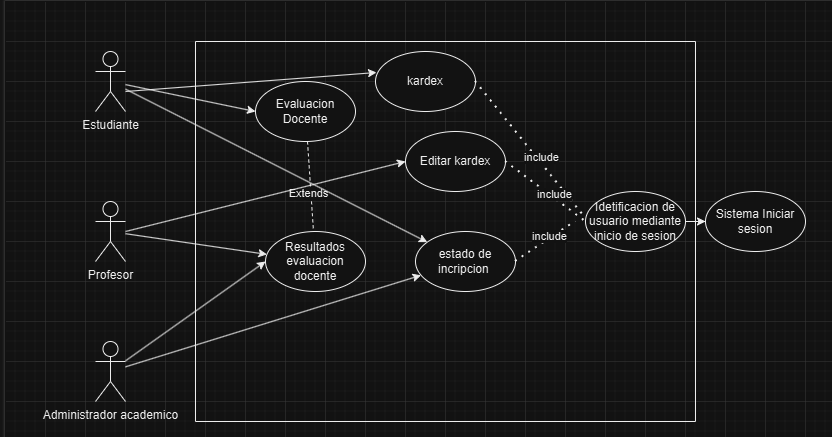 kardex
Evaluacion
Docente
Estudiante
include
Editar kardex
include
Extends
Idetificacion de
usuario mediante
inicio de sesion
Sistema Iniciar
sesion
include
Resultados
evaluacion
docente
estado de
incripcion
Profesor
Administrador academico